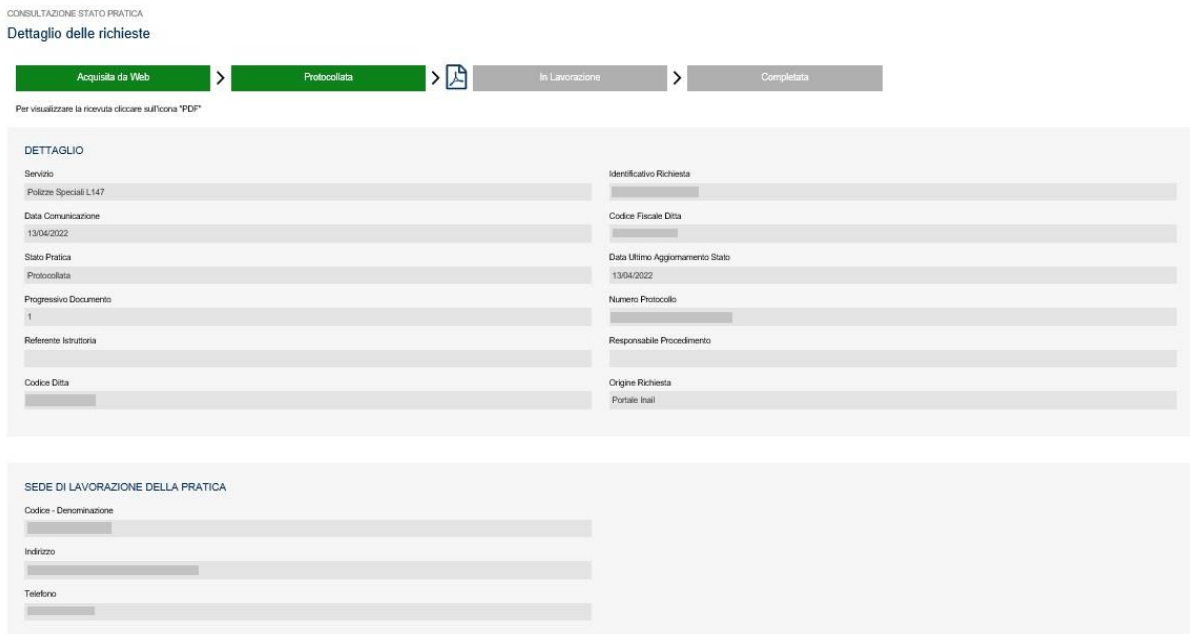 CONSULTAZIONE STATO PRATICA
Dettaglio delle richieste
Acquisita da Web > Protocollata > In Lavorazione > Completata
Per visualizzare la ricevuta cliccare sull'icona "PDF"
DETTAGLIO
Servizio
Polizze Speciali L147
Identificativo Richiesta
Data Comunicazione
13/04/2022
Codice Fiscale Ditta
Stato Pratica
Protocollata
Data Ultimo Aggiornamento Stato
13/04/2022
Progressivo Documento
1
Numero Protocollo
Referente Istruttoria
Responsabile Procedimento
Codice Ditta
Origine Richiesta
Portale Inail
SEDE DI LAVORAZIONE DELLA PRATICA
Codice - Denominazione
Indirizzo
Telefono